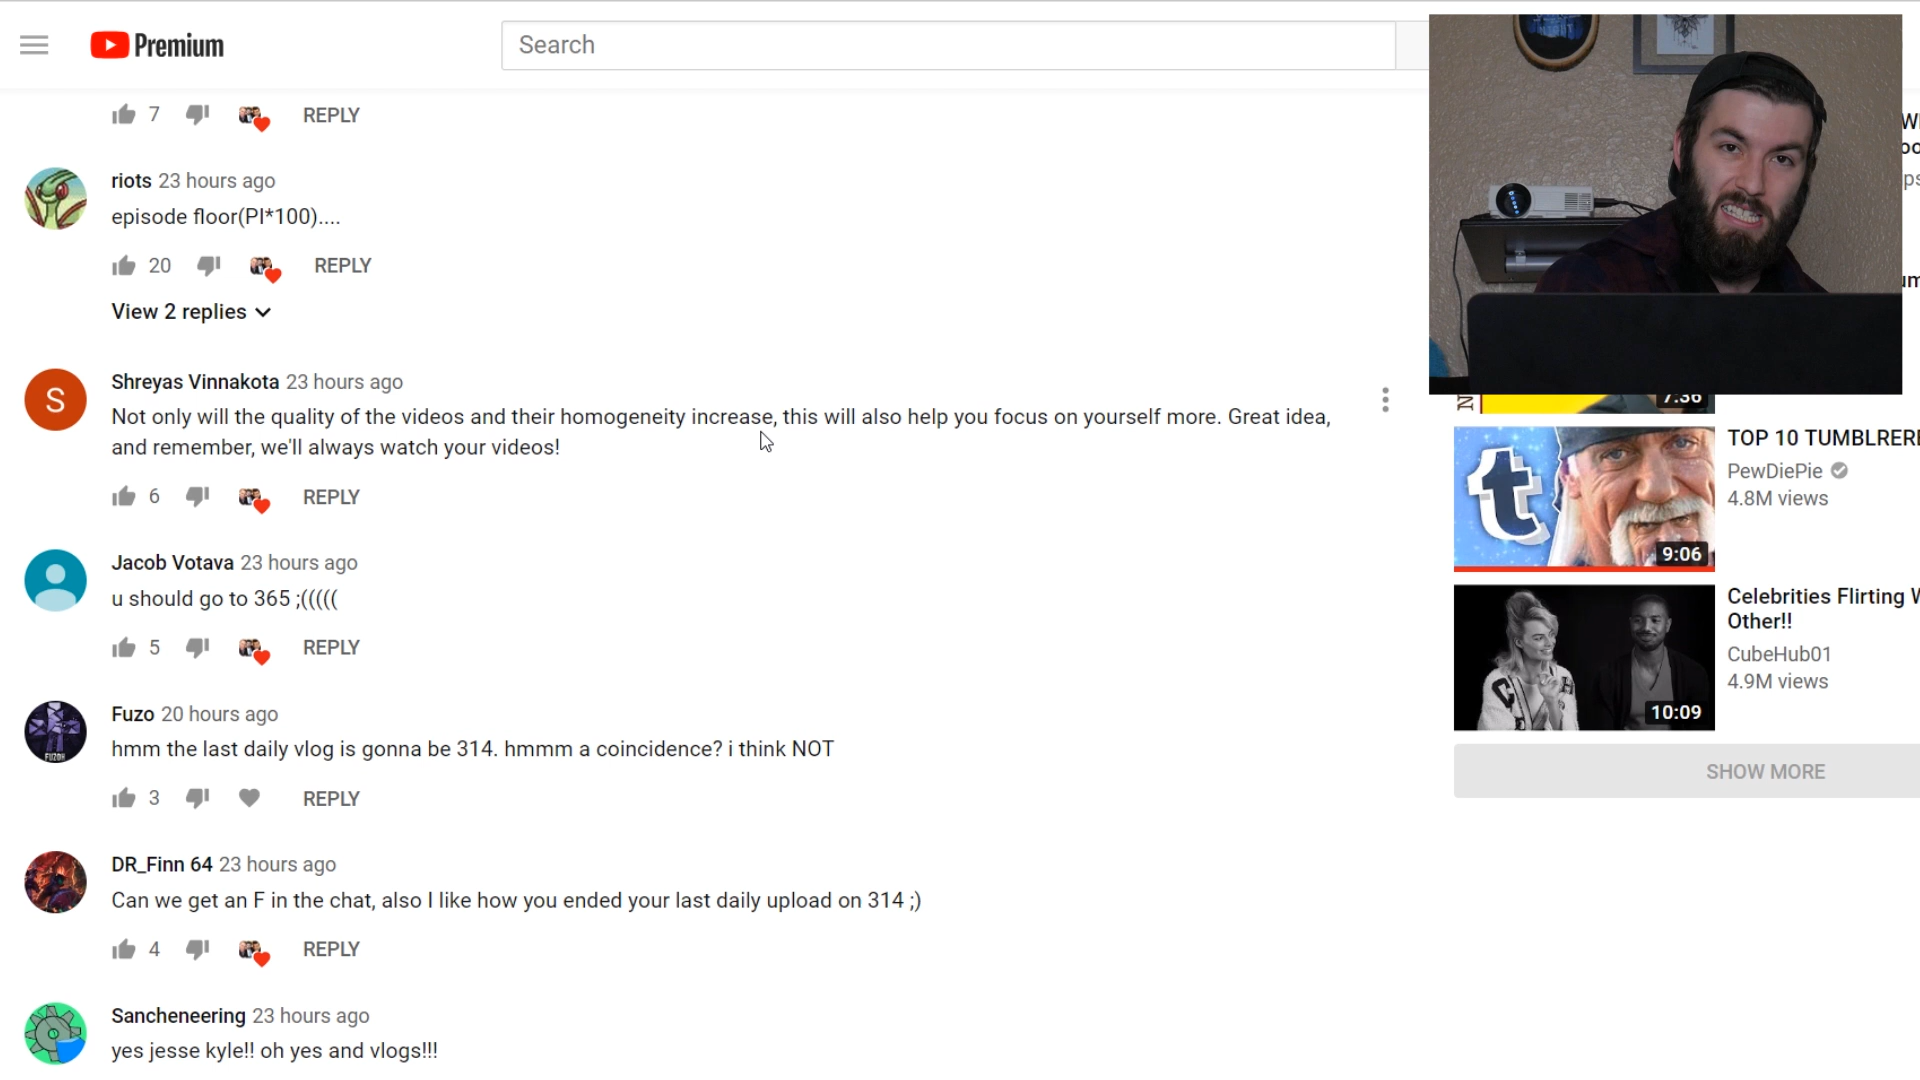 Premium
Search
7
REPLY
riots 23 hours ago
episode floor(PI*100)....
20
REPLY
View 2 replies
S
Shreyas Vinnakota 23 hours ago
Not only will the quality of the videos and their homogeneity increase, this will also help you focus on yourself more. Great idea,
and remember, we'll always watch your videos!
6
REPLY
Jacob Votava 23 hours ago
u should go to 365 ;(((((
5
REPLY
Fuzo 20 hours ago
hmm the last daily vlog is gonna be 314. hmmm a coincidence? i think NOT
3
REPLY
DR_Finn 64 23 hours ago
Can we get an F in the chat, also I like how you ended your last daily upload on 314 ;)
4
REPLY
Sancheneering 23 hours ago
yes jesse kyle!! oh yes and vlogs!!!
7:36
t
9:06
TOP 10 TUMBLRER
PewDiePie
4.8M views
10:09
Celebrities Flirting W
Other!!
CubeHub01
4.9M views
SHOW MORE